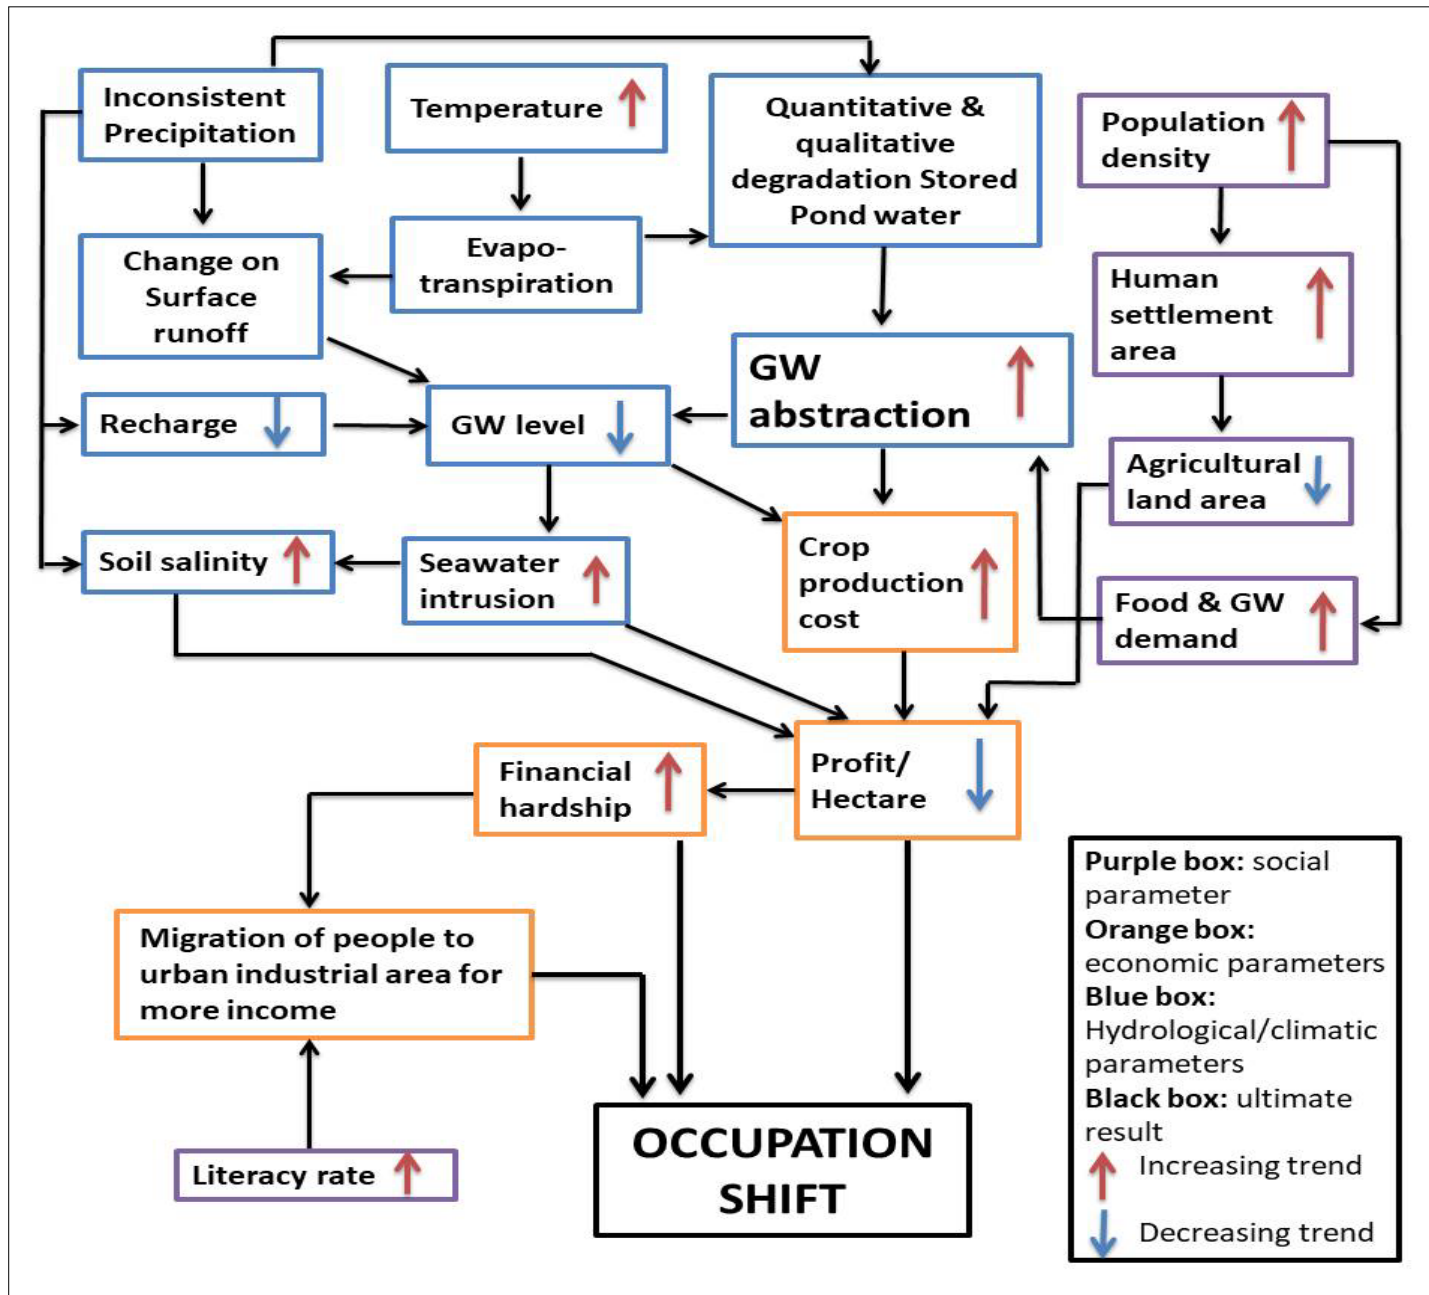 Inconsistent
Precipitation
Temperature
Quantitative &
qualitative
degradation Stored
Pond water
Population
density
Change on
Surface
runoff
Evapo-
transpiration
Human
settlement
area
GW
abstraction
Recharge
GW level
Agricultural
land area
Soil salinity
Seawater
intrusion
Crop
production
cost
Food & GW
demand
Financial
hardship
Profit/
Hectare
Migration of people to
urban industrial area for
more income
Literacy rate
OCCUPATION
SHIFT
Purple box: social
parameter
Orange box:
economic parameters
Blue box:
Hydrological/climatic
parameters
Black box: ultimate
result
Increasing trend
Decreasing trend